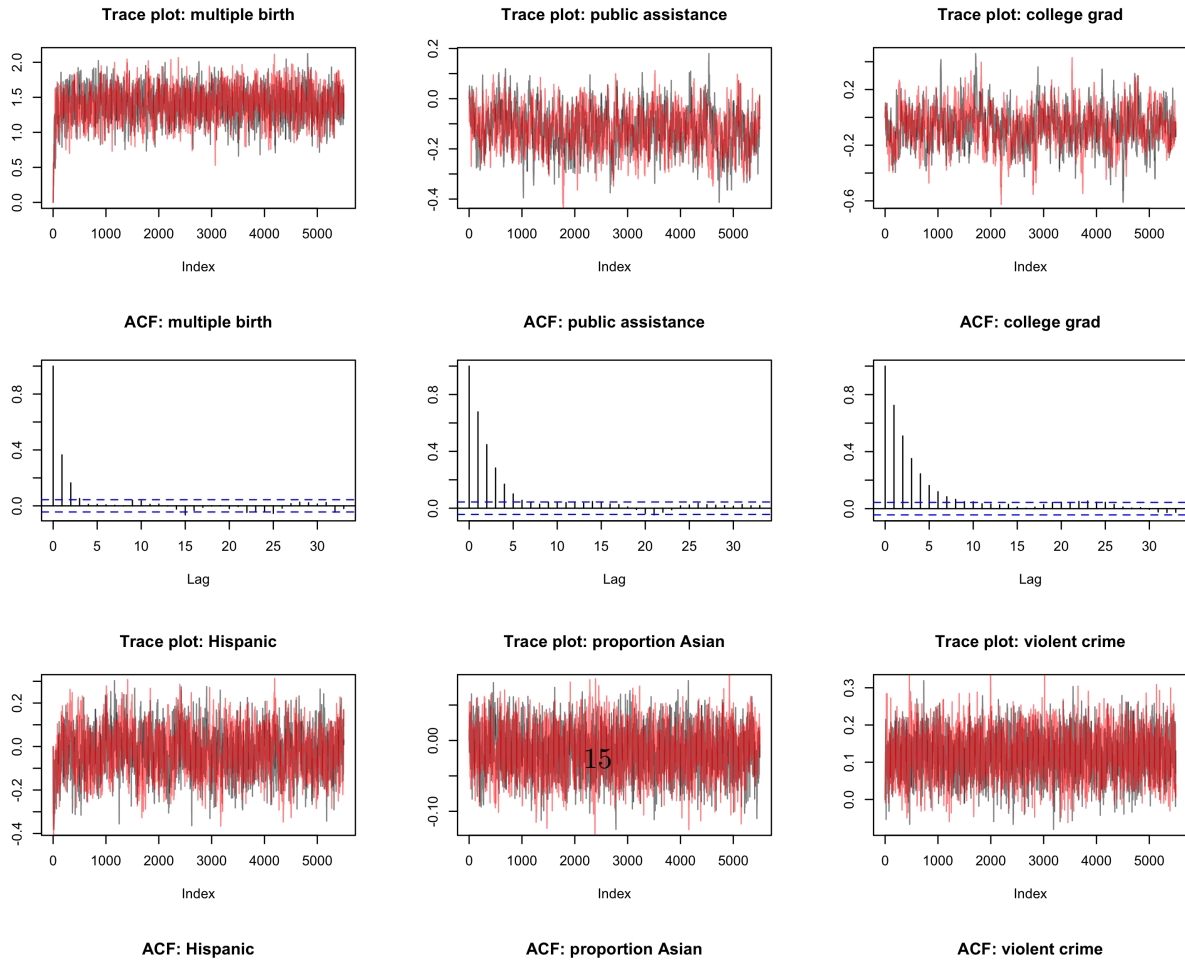 Trace plot: multiple birth
Trace plot: public assistance
Trace plot: college grad
0.0 0.5 1.0 1.5 2.0
0 1000 2000 3000 4000 5000
Index
-0.4 -0.2 0.0 0.2
0 1000 2000 3000 4000 5000
Index
-0.6 -0.2 0.2
0 1000 2000 3000 4000 5000
Index
ACF: multiple birth
ACF: public assistance
ACF: college grad
0.0 0.4 0.8
0 5 10 15 20 25 30
Lag
0.0 0.4 0.8
0 5 10 15 20 25 30
Lag
0.0 0.4 0.8
0 5 10 15 20 25 30
Lag
Trace plot: Hispanic
Trace plot: proportion Asian
Trace plot: violent crime
-0.4 -0.2 0.0 0.2
0 1000 2000 3000 4000 5000
Index
-0.10 0.00
15
0 1000 2000 3000 4000 5000
Index
0.0 0.1 0.2 0.3
0 1000 2000 3000 4000 5000
Index
ACF: Hispanic
ACF: proportion Asian
ACF: violent crime